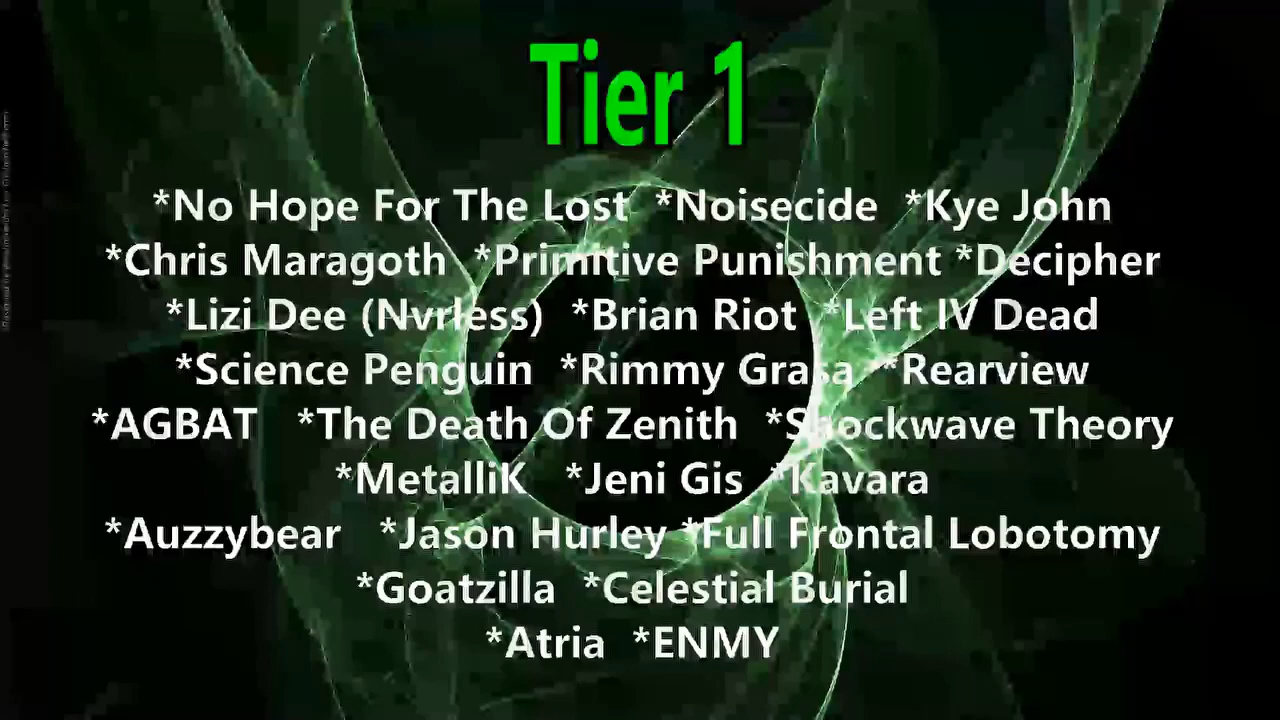 Tier 1
*No Hope For The Lost *Noisecide *Kye John
*Chris Maragoth *Primitive Punishment *Decipher
*Lizi Dee (Nvrless) *Brian Riot *Left IV Dead
*Science Penguin *Rimmy Grasa *Rearview
*AGBAT *The Death Of Zenith *Shockwave Theory
*MetalliK *Jeni Gis *Kavara
*Auzzybear *Jason Hurley *Full Frontal Lobotomy
*Goatzilla *Celestial Burial
*Atria *ENMY